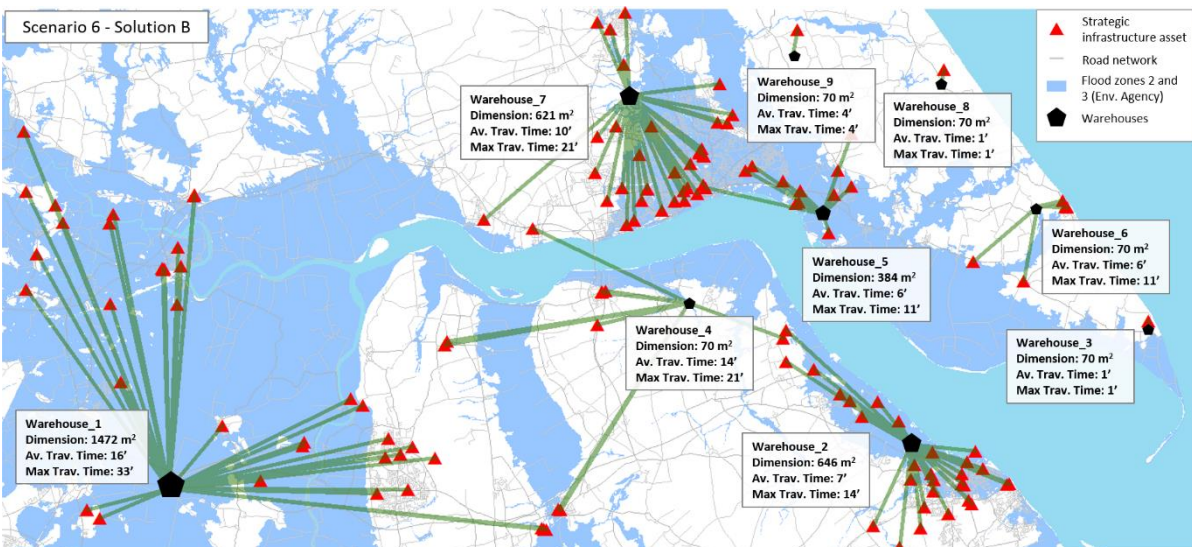 Scenario 6 - Solution B
Strategic
infrastructure asset
Road network
Flood zones 2 and
3 (Env. Agency)
Warehouses
Warehouse_7
Dimension: 621 m²
Av. Trav. Time: 10’
Max Trav. Time: 21’
Warehouse_9
Dimension: 70 m²
Av. Trav. Time: 4’
Max Trav. Time: 4’
Warehouse_8
Dimension: 70 m²
Av. Trav. Time: 1’
Max Trav. Time: 1’
Warehouse_6
Dimension: 70 m²
Av. Trav. Time: 6’
Max Trav. Time: 11’
Warehouse_5
Dimension: 384 m²
Av. Trav. Time: 6’
Max Trav. Time: 11’
Warehouse_4
Dimension: 70 m²
Av. Trav. Time: 14’
Max Trav. Time: 21’
Warehouse_3
Dimension: 70 m²
Av. Trav. Time: 1’
Max Trav. Time: 1’
Warehouse_1
Dimension: 1472 m²
Av. Trav. Time: 16’
Max Trav. Time: 33’
Warehouse_2
Dimension: 646 m²
Av. Trav. Time: 7’
Max Trav. Time: 14’